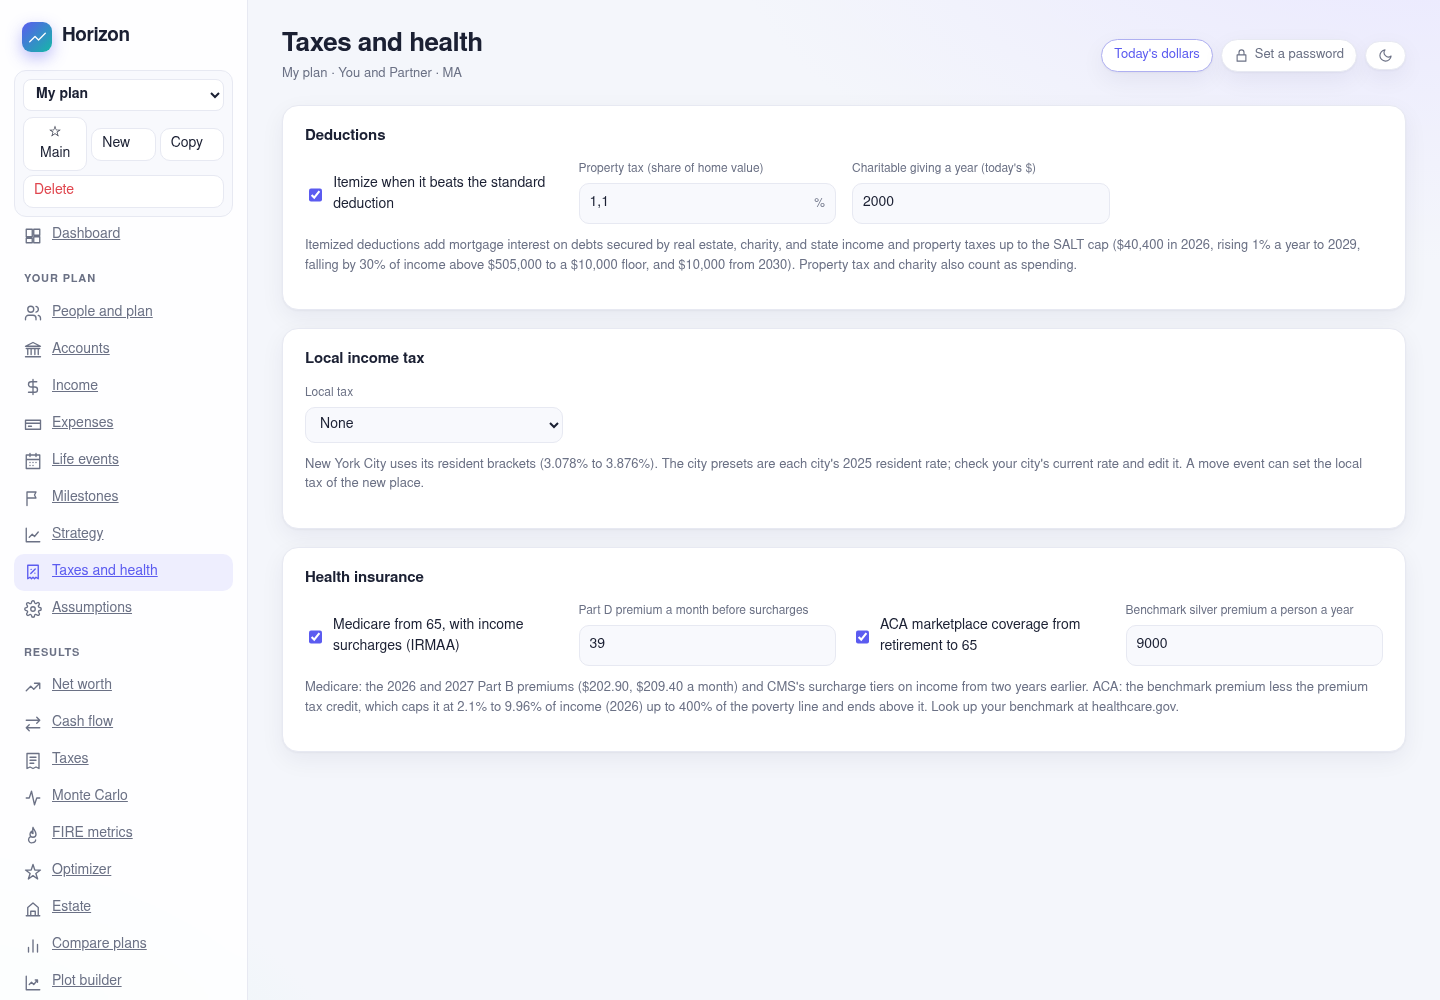 Horizon
My plan
☆
Main
New
Copy
Delete
Dashboard
YOUR PLAN
People and plan
Accounts
Income
Expenses
Life events
Milestones
Strategy
Taxes and health
Assumptions
RESULTS
Net worth
Cash flow
Taxes
Monte Carlo
FIRE metrics
Optimizer
Estate
Compare plans
Plot builder
Taxes and health
My plan · You and Partner · MA
Today's dollars
Set a password
Deductions
Itemize when it beats the standard
deduction
Property tax (share of home value)
1,1
%
Charitable giving a year (today's $)
2000
Itemized deductions add mortgage interest on debts secured by real estate, charity, and state income and property taxes up to the SALT cap ($40,400 in 2026, rising 1% a year to 2029,
falling by 30% of income above $505,000 to a $10,000 floor, and $10,000 from 2030). Property tax and charity also count as spending.
Local income tax
Local tax
None
New York City uses its resident brackets (3.078% to 3.876%). The city presets are each city's 2025 resident rate; check your city's current rate and edit it. A move event can set the local
tax of the new place.
Health insurance
Medicare from 65, with income
surcharges (IRMAA)
Part D premium a month before surcharges
39
ACA marketplace coverage from
retirement to 65
Benchmark silver premium a person a year
9000
Medicare: the 2026 and 2027 Part B premiums ($202.90, $209.40 a month) and CMS's surcharge tiers on income from two years earlier. ACA: the benchmark premium less the premium
tax credit, which caps it at 2.1% to 9.96% of income (2026) up to 400% of the poverty line and ends above it. Look up your benchmark at healthcare.gov.